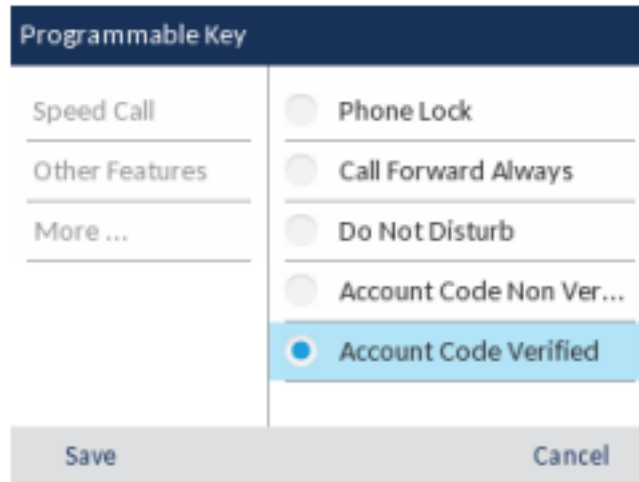 Programmable Key
Speed Call
Other Features
More ...
Phone Lock
Call Forward Always
Do Not Disturb
Account Code Non Ver...
Account Code Verified
Save
Cancel